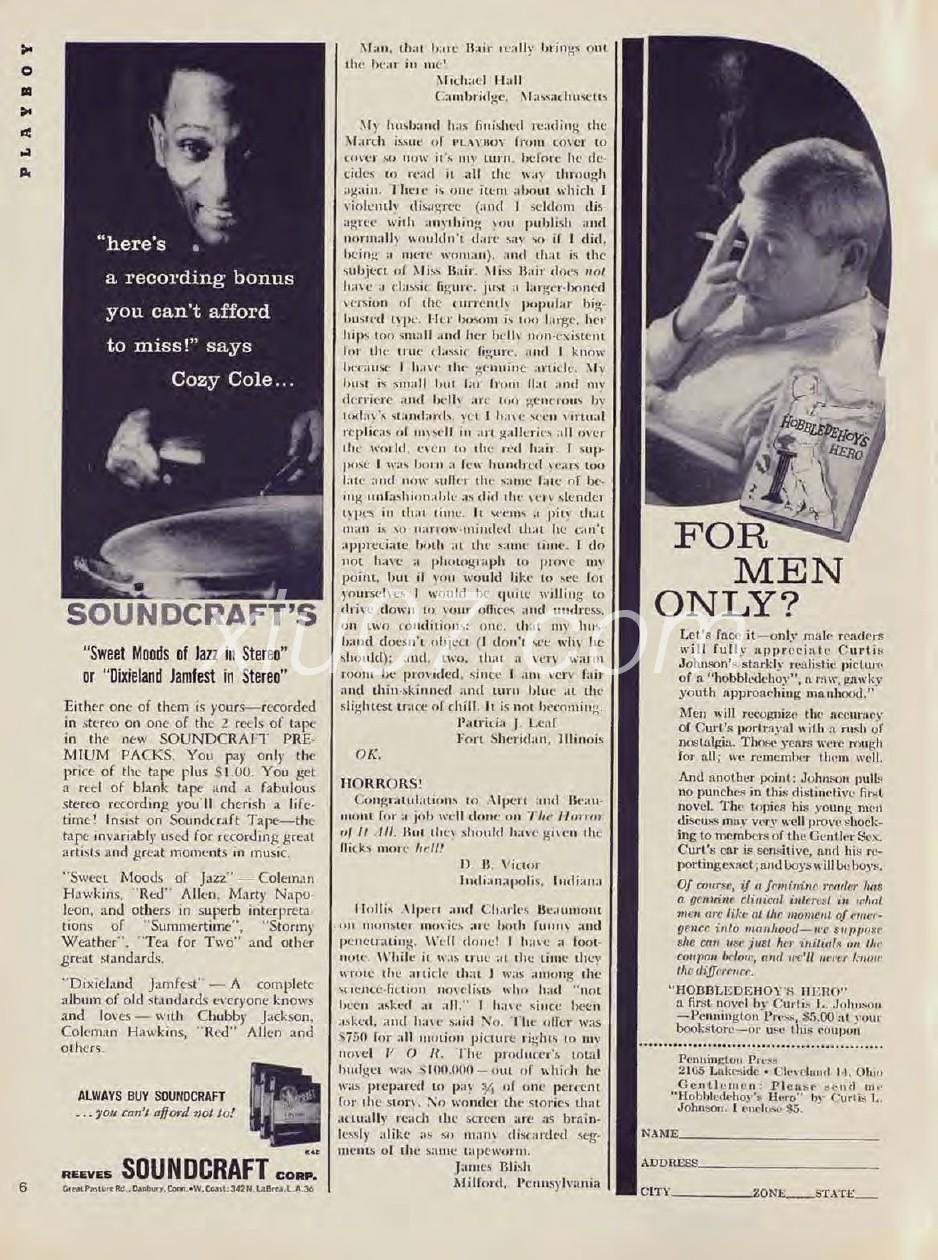 PLAYBOY
"here's
a recording bonus
you can't afford
to miss!" says
Cozy Cole...
SOUNDCRAFT'S
"Sweet Moods of Jazz in Stereo"
or "Dixieland Jamfest in Stereo"
Either one of them is yours—recorded
in stereo on one of the 2 reels of tape
in the new SOUNDCRAFT PRE-
MIUM PACKS. You pay only the
price of the tape plus $1.00. You get
a reel of blank tape and a fabulous
stereo recording you'll cherish a life-
time! Insist on Soundcraft Tape—the
tape invariably used for recording great
artists and great moments in music.
"Sweet Moods of Jazz" — Coleman
Hawkins, "Red" Allen, Marty Napo-
leon, and others in superb interpreta
tions of "Summertime", "Stormy
Weather", "Tea for Two" and other
great standards.
"Dixieland Jamfest" — A complete
album of old standards everyone knows
and loves — with Chubby Jackson,
Coleman Hawkins, "Red" Allen and
others.
ALWAYS BUY SOUNDCRAFT
...you can't afford not to!
REEVES SOUNDCRAFT CORP.
Great Pasture Rd., Danbury, Conn. • W. Coast: 342 N. LaBrea, L.A. 36
6
Man, that bare Bair really brings out
the bear in me!
Michael Hall
Cambridge, Massachusetts
My husband has finished reading the
March issue of PLAYBOY from cover to
cover so now it's my turn, before he de-
cides to read it all the way through
again. There is one item about which I
violently disagree (and I seldom dis
agree with anything you publish and
normally wouldn't dare say so if I did,
being a mere woman), and that is the
subject of Miss Bair. Miss Bair does not
have a classic figure, just a larger-boned
version of the currently popular big-
busted type. Her bosom is too large, her
hips too small and her belly non-existent
for the true classic figure, and I know
because I have the genuine article. My
bust is small but far from flat and my
derriere and belly are too generous by
today's standards, yet I have seen virtual
replicas of myself in art galleries all over
the world, even to the red hair. I sup-
pose I was born a few hundred years too
late and now suffer the same fate of be-
ing unfashionable as did the very slender
types in that time. It seems a pity that
man is so narrow-minded that he can't
appreciate both at the same time. I do
not have a photograph to prove my
point, but if you would like to see for
yourselves I would be quite willing to
drive down to your offices and undress,
on two conditions: one, that my hus
band doesn't object (I don't see why he
should); and, two, that a very warm
room be provided, since I am very fair
and thin-skinned and turn blue at the
slightest trace of chill. It is not becoming.
Patricia J. Leaf
Fort Sheridan, Illinois
OK.
HORRORS!
Congratulations to Alpert and Beau-
mont for a job well done on The Horror
of It All. But they should have given the
flicks more hell!
D. B. Victor
Indianapolis, Indiana
Hollis Alpert and Charles Beaumont
on monster movies are both funny and
penetrating. Well done! I have a foot-
note. While it was true at the time they
wrote the article that I was among the
science-fiction novelists who had "not
been asked at all," I have since been
asked, and have said No. The offer was
$750 for all motion picture rights to my
novel V O R. The producer's total
budget was $100,000 — out of which he
was prepared to pay ¾ of one percent
for the story. No wonder the stories that
actually reach the screen are as brain-
lessly alike as so many discarded seg-
ments of the same tapeworm.
James Blish
Milford, Pennsylvania
HOBBLEDEHOY'S
HERO
FOR
MEN
ONLY?
Let's face it—only male readers
will fully appreciate Curtis
Johnson's starkly realistic picture
of a "hobbledehoy", a raw, gawky
youth approaching manhood."
Men will recognize the accuracy
of Curt's portrayal with a rush of
nostalgia. Those years were rough
for all; we remember them well.
And another point: Johnson pulls
no punches in this distinctive first
novel. The topics his young men
discuss may very well prove shock-
ing to members of the Gentler Sex.
Curt's ear is sensitive, and his re-
porting exact; and boys will be boys.
Of course, if a feminine reader has
a genuine clinical interest in what
men are like at the moment of emer-
gence into manhood—we suppose
she can use just her initials on the
coupon below, and we'll never know
the difference.
"HOBBLEDEHOY'S HERO"
a first novel by Curtis L. Johnson
—Pennington Press, $5.00 at your
bookstore—or use this coupon
Pennington Press
2165 Lakeside • Cleveland 14, Ohio
Gentlemen: Please send me
"Hobbledehoy's Hero" by Curtis L.
Johnson. I enclose $5.
NAME
ADDRESS
CITY ZONE STATE